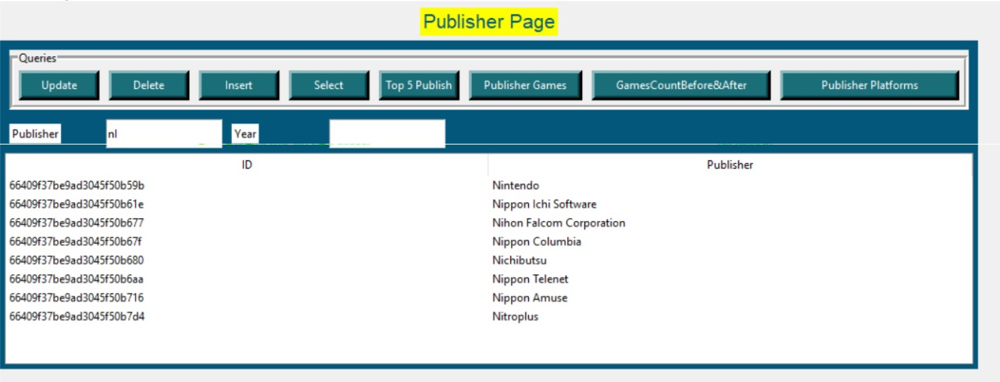 Publisher Page
Queries
Update Delete Insert Select Top 5 Publish Publisher Games GamesCountBefore&After Publisher Platforms
Publisher nl Year
ID Publisher
66409f37be9ad3045f50b59b Nintendo
66409f37be9ad3045f50b61e Nippon Ichi Software
66409f37be9ad3045f50b677 Nihon Falcom Corporation
66409f37be9ad3045f50b67f Nippon Columbia
66409f37be9ad3045f50b680 Nichibutsu
66409f37be9ad3045f50b6aa Nippon Telenet
66409f37be9ad3045f50b716 Nippon Amuse
66409f37be9ad3045f50b7d4 Nitroplus